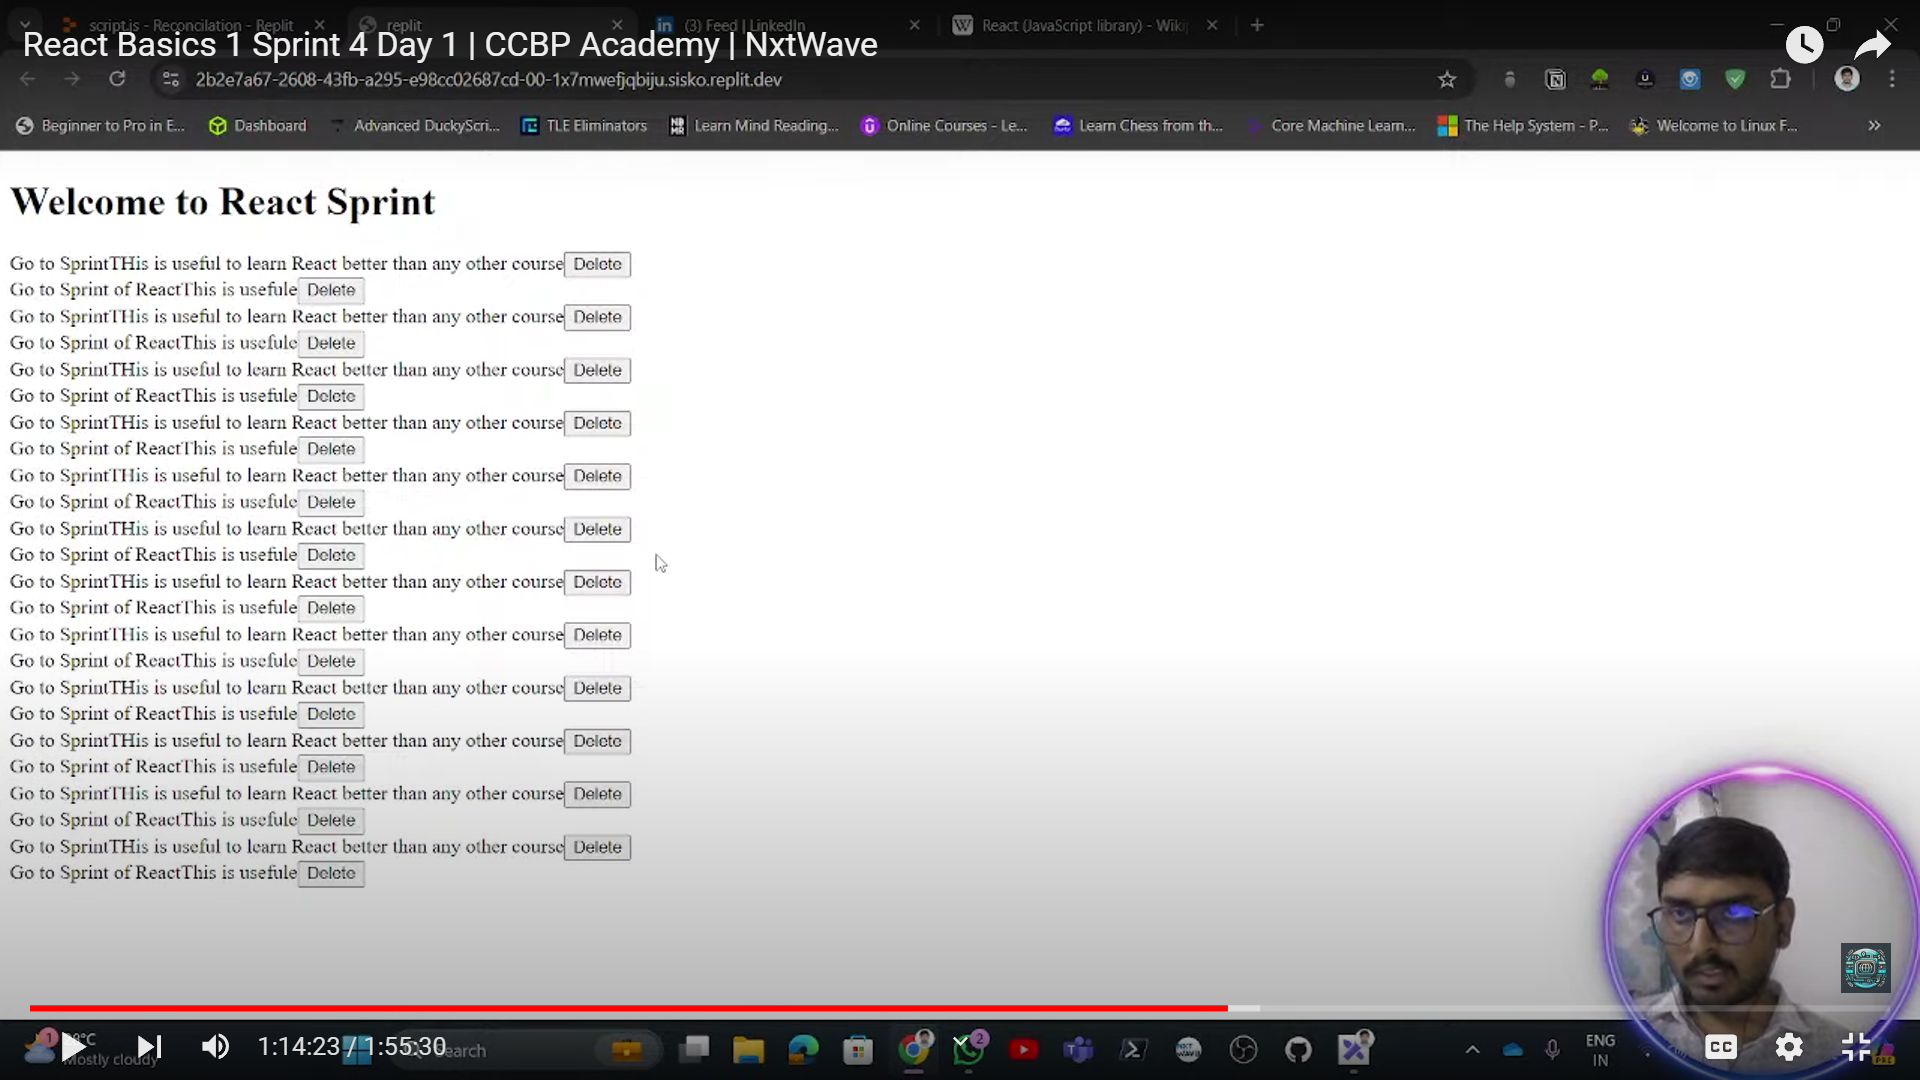 script.js - Reconcilation - Replit
replit
(3) Feed | LinkedIn
React (JavaScript library) - Wiki
React Basics 1 Sprint 4 Day 1 | CCBP Academy | NxtWave
2b2e7a67-2608-43fb-a295-e98cc02687cd-00-1x7mwefjqbiju.sisko.replit.dev
Beginner to Pro in E... Dashboard Advanced DuckyScri... TLE Eliminators Learn Mind Reading... Online Courses - Le... Learn Chess from th... Core Machine Learn... The Help System - P... Welcome to Linux F...
Welcome to React Sprint
Go to SprintTHis is useful to learn React better than any other course Delete
Go to Sprint of ReactThis is usefule Delete
Go to SprintTHis is useful to learn React better than any other course Delete
Go to Sprint of ReactThis is usefule Delete
Go to SprintTHis is useful to learn React better than any other course Delete
Go to Sprint of ReactThis is usefule Delete
Go to SprintTHis is useful to learn React better than any other course Delete
Go to Sprint of ReactThis is usefule Delete
Go to SprintTHis is useful to learn React better than any other course Delete
Go to Sprint of ReactThis is usefule Delete
Go to SprintTHis is useful to learn React better than any other course Delete
Go to Sprint of ReactThis is usefule Delete
Go to SprintTHis is useful to learn React better than any other course Delete
Go to Sprint of ReactThis is usefule Delete
Go to SprintTHis is useful to learn React better than any other course Delete
Go to Sprint of ReactThis is usefule Delete
Go to SprintTHis is useful to learn React better than any other course Delete
Go to Sprint of ReactThis is usefule Delete
Go to SprintTHis is useful to learn React better than any other course Delete
Go to Sprint of ReactThis is usefule Delete
Go to SprintTHis is useful to learn React better than any other course Delete
Go to Sprint of ReactThis is usefule Delete
Go to SprintTHis is useful to learn React better than any other course Delete
Go to Sprint of ReactThis is usefule Delete
1:14:23 / 1:55:30
Mostly cloudy
ENG
IN
CC